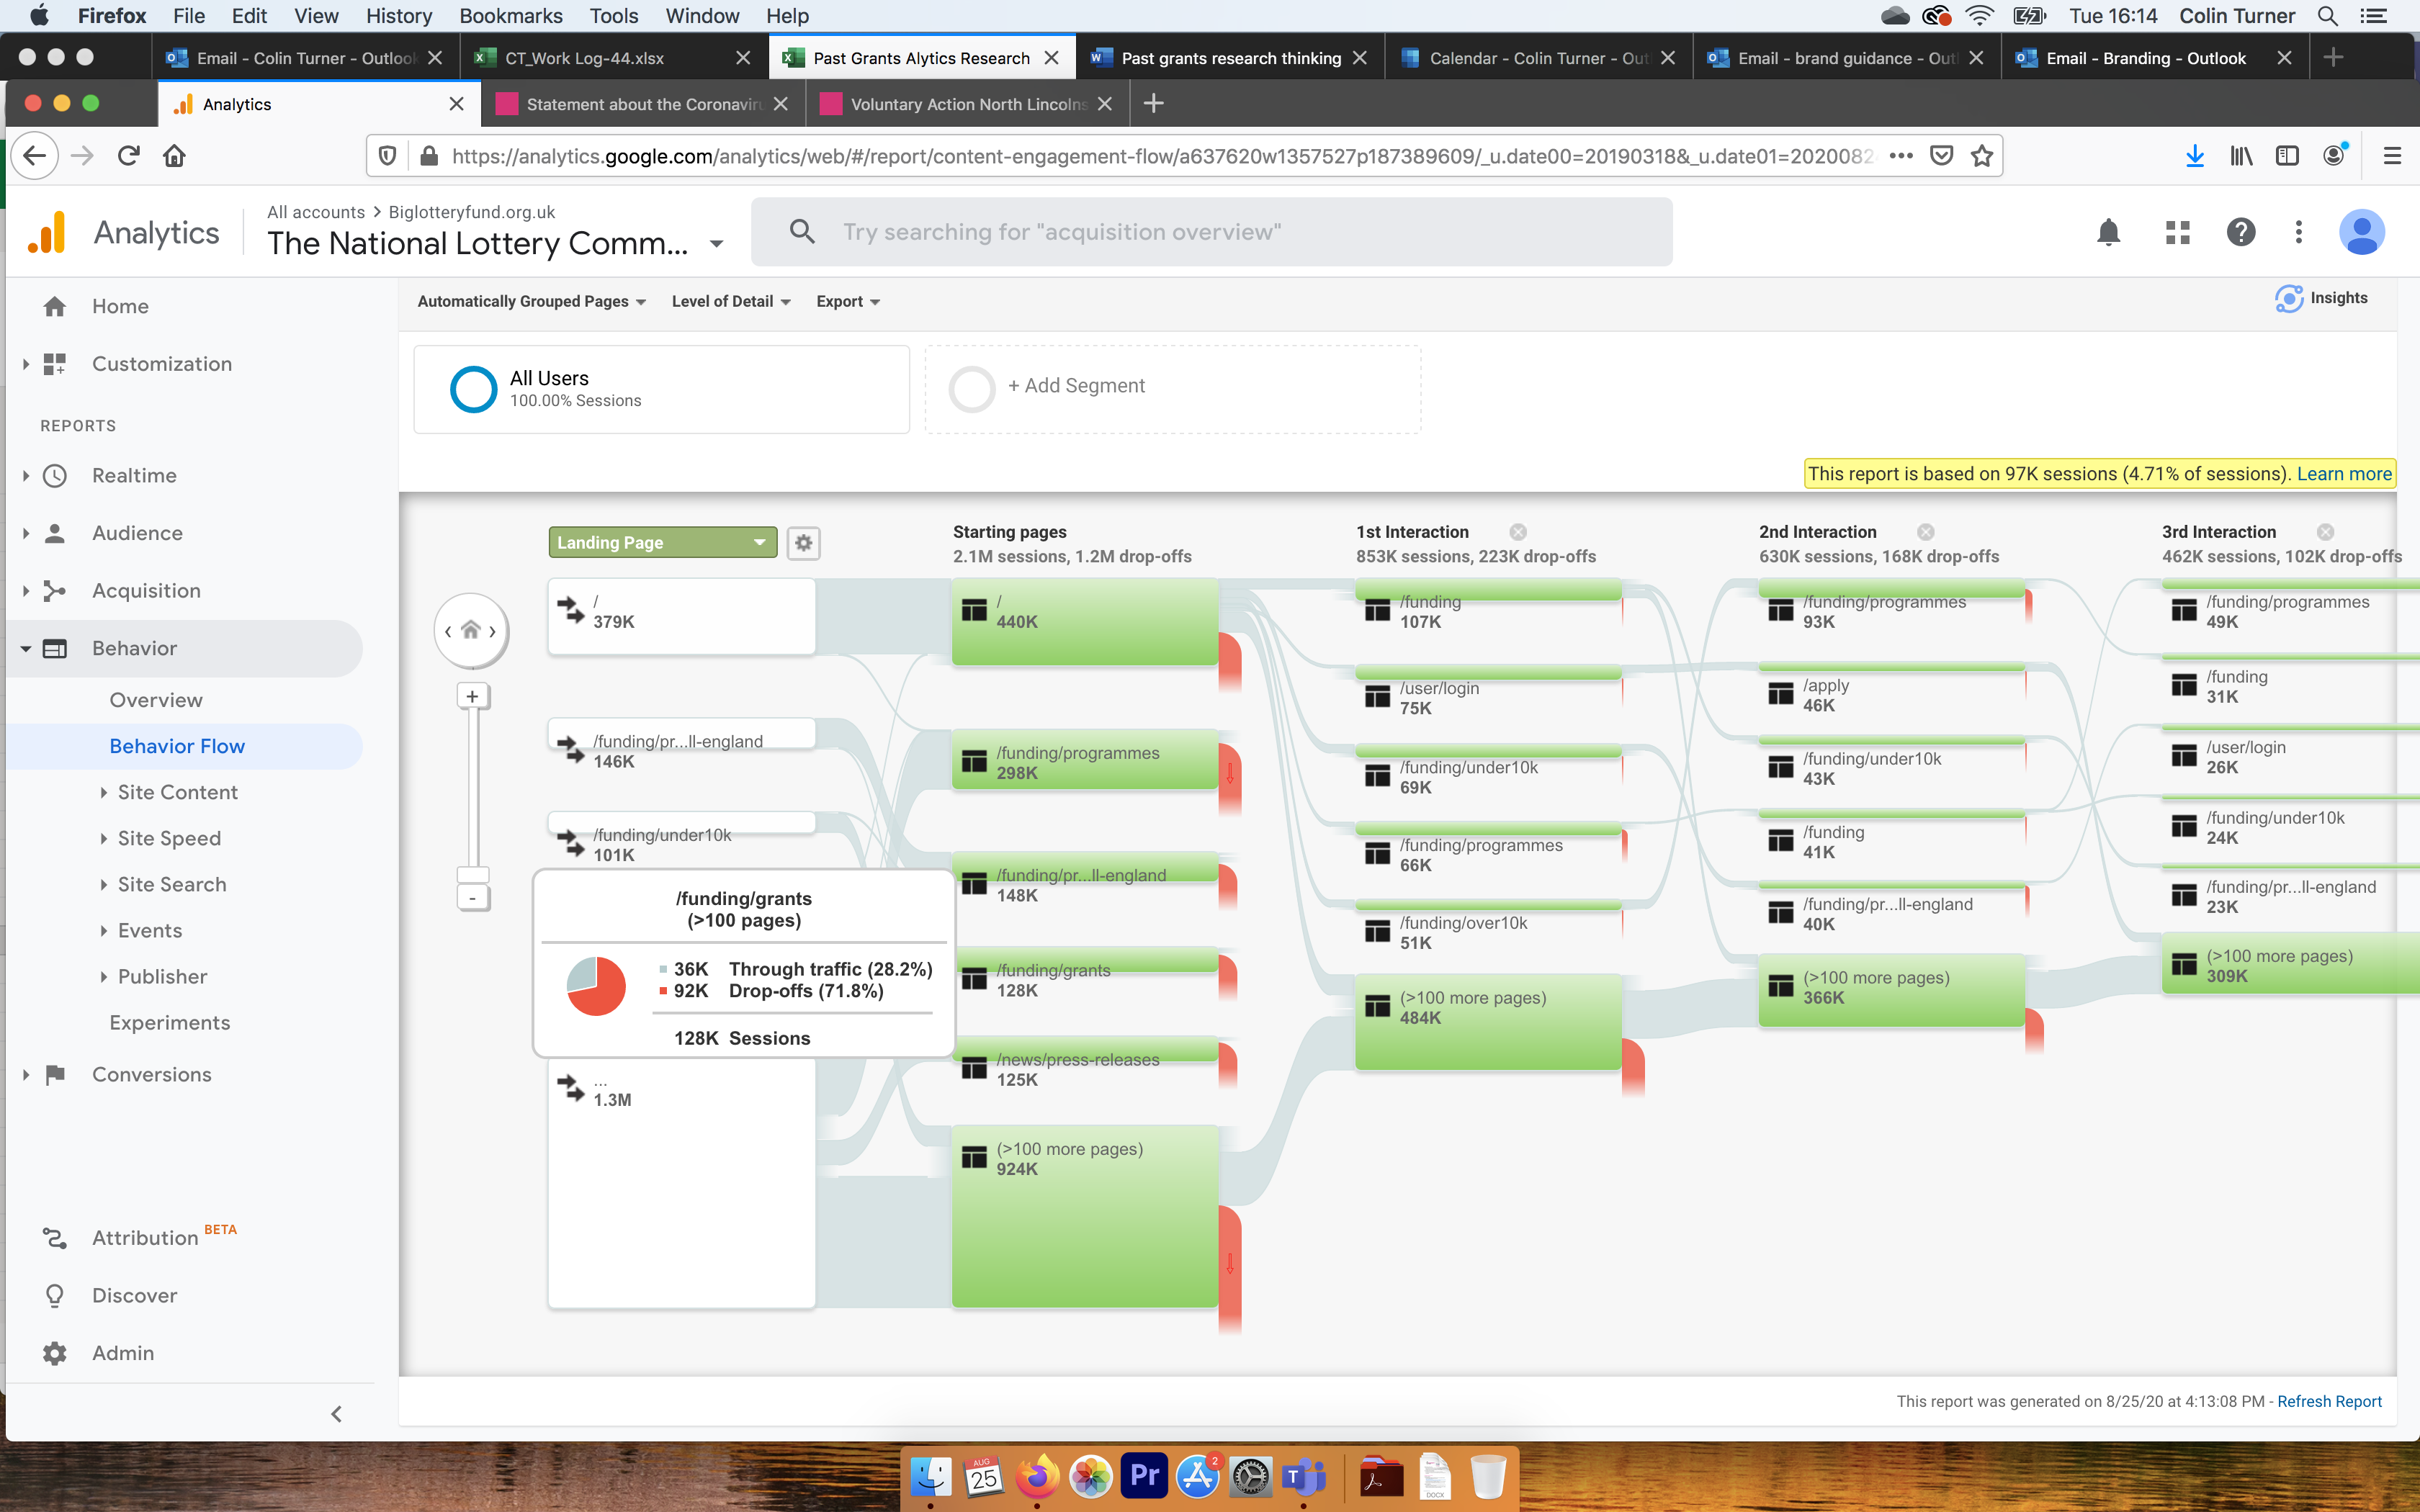 Firefox File Edit View History Bookmarks Tools Window Help Tue 16:14 Colin Turner
Email - Colin Turner - Outlook CT_Work Log-44.xlsx Past Grants Alytics Research Past grants research thinking Calendar - Colin Turner - Out Email - brand guidance - Out Email - Branding - Outlook
Analytics Statement about the Coronaviru Voluntary Action North Lincolns
https://analytics.google.com/analytics/web/#/report/content-engagement-flow/a637620w1357527p187389609/_u.date00=20190318&_u.date01=2020082
Analytics
All accounts > Biglotteryfund.org.uk
The National Lottery Comm...
Try searching for "acquisition overview"
Home
Customization
REPORTS
Realtime
Audience
Acquisition
Behavior
Overview
Behavior Flow
Site Content
Site Speed
Site Search
Events
Publisher
Experiments
Conversions
Attribution BETA
Discover
Admin
Automatically Grouped Pages Level of Detail Export
Insights
All Users
100.00% Sessions
+ Add Segment
This report is based on 97K sessions (4.71% of sessions). Learn more
Landing Page
/
379K
/funding/pr...ll-england
146K
/funding/under10k
101K
/funding/grants
(>100 pages)
36K Through traffic (28.2%)
92K Drop-offs (71.8%)
128K Sessions
...
1.3M
Starting pages
2.1M sessions, 1.2M drop-offs
/
440K
/funding/programmes
298K
/funding/pr...ll-england
148K
/funding/grants
128K
/news/press-releases
125K
(>100 more pages)
924K
1st Interaction
853K sessions, 223K drop-offs
/funding
107K
/user/login
75K
/funding/under10k
69K
/funding/programmes
66K
/funding/over10k
51K
(>100 more pages)
484K
2nd Interaction
630K sessions, 168K drop-offs
/funding/programmes
93K
/apply
46K
/funding/under10k
43K
/funding
41K
/funding/pr...ll-england
40K
(>100 more pages)
366K
3rd Interaction
462K sessions, 102K drop-offs
/funding/programmes
49K
/funding
31K
/user/login
26K
/funding/under10k
24K
/funding/pr...ll-england
23K
(>100 more pages)
309K
This report was generated on 8/25/20 at 4:13:08 PM - Refresh Report
AUG
25
Pr
2
T
DOCX